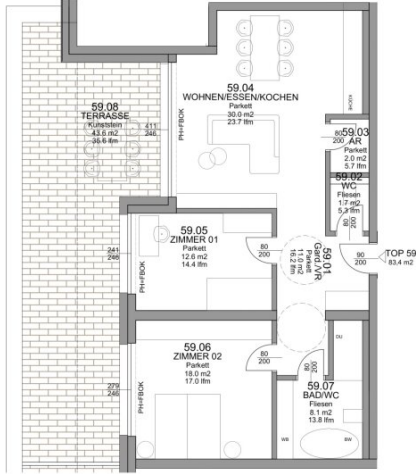 59.04
WOHNEN/ESSEN/KOCHEN
Parkett
30.0 m2
23.7 lfm
KÜCHE
59.08
TERRASSE
Kunststein
43.6 m2
35.6 lfm
411
246
PH=FBOK
80
200
59.03
AR
Parkett
2.0 m2
5.7 lfm
59.02
WC
Fliesen
1.7 m2
5.3 lfm
80
200
59.05
ZIMMER 01
Parkett
12.6 m2
14.4 lfm
241
246
PH=FBOK
80
200
59.01
Gard./VR
Parkett
11.0 m2
16.2 lfm
90
200
TOP 59
83,4 m2
59.06
ZIMMER 02
Parkett
18.0 m2
17.0 lfm
279
246
PH=FBOK
80
200
80
200
DU
59.07
BAD/WC
Fliesen
8.1 m2
13.8 lfm
WB
BW